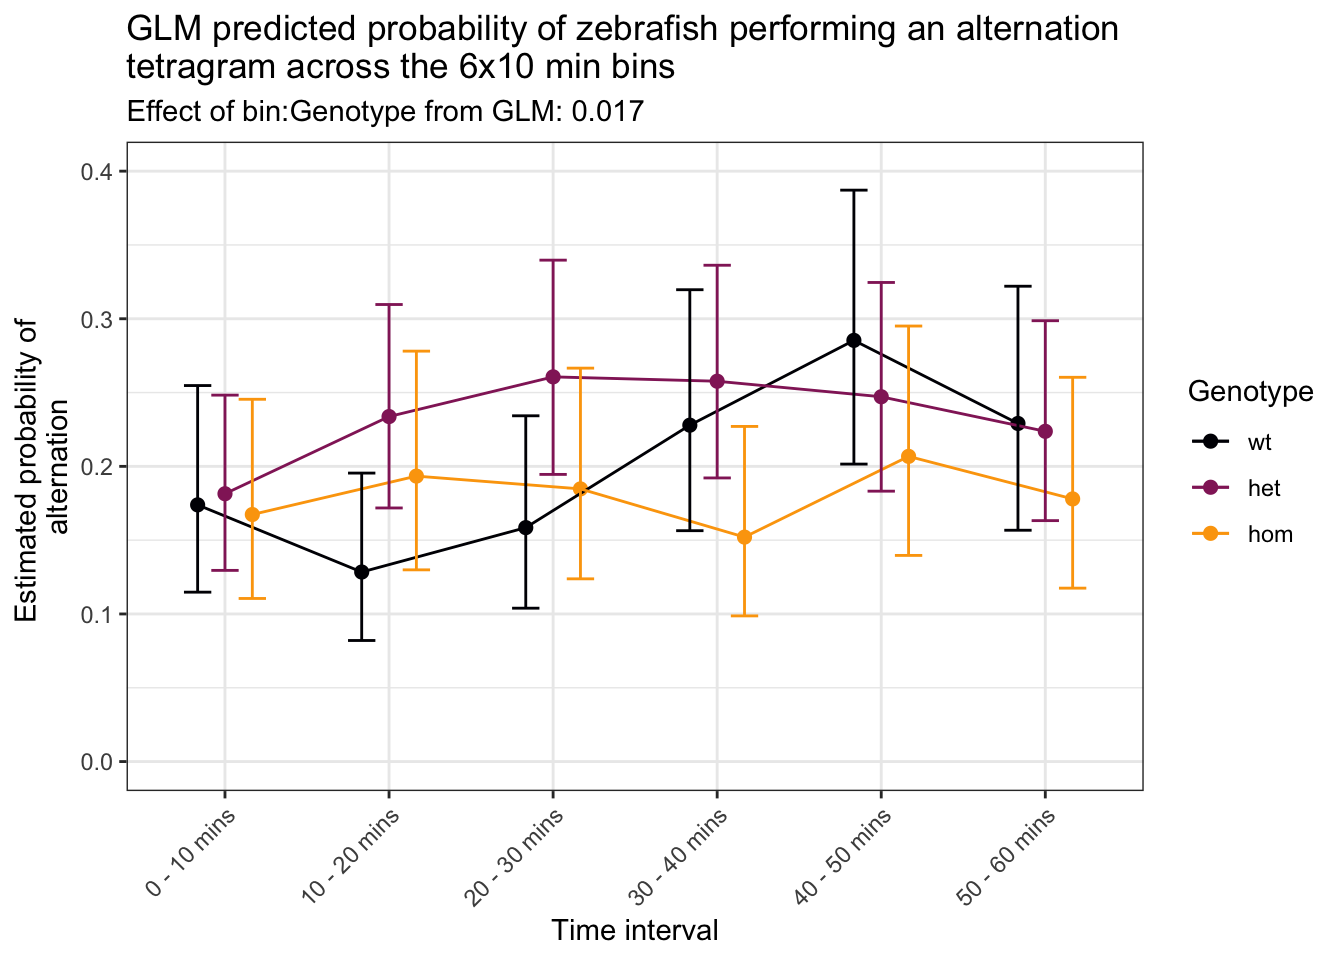 GLM predicted probability of zebrafish performing an alternation
tetragram across the 6x10 min bins
Effect of bin:Genotype from GLM: 0.017
Estimated probability of
alternation
0.4
0.3
0.2
0.1
0.0
0 - 10 mins
10 - 20 mins
20 - 30 mins
30 - 40 mins
40 - 50 mins
50 - 60 mins
Time interval
Genotype
wt
het
hom